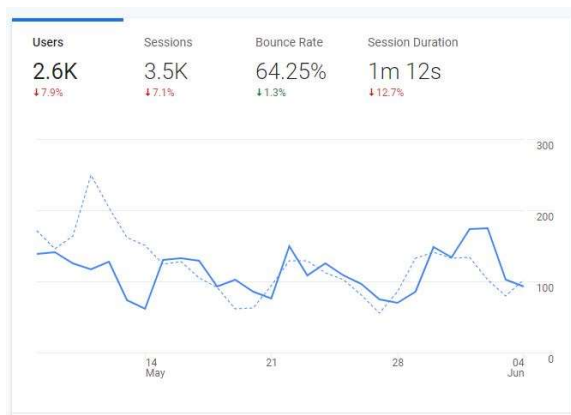 Users Sessions Bounce Rate Session Duration
2.6K 3.5K 64.25% 1m 12s
↓7.9% ↓7.1% ↓1.3% ↓12.7%
300
200
100
0
14 21 28 04
May Jun